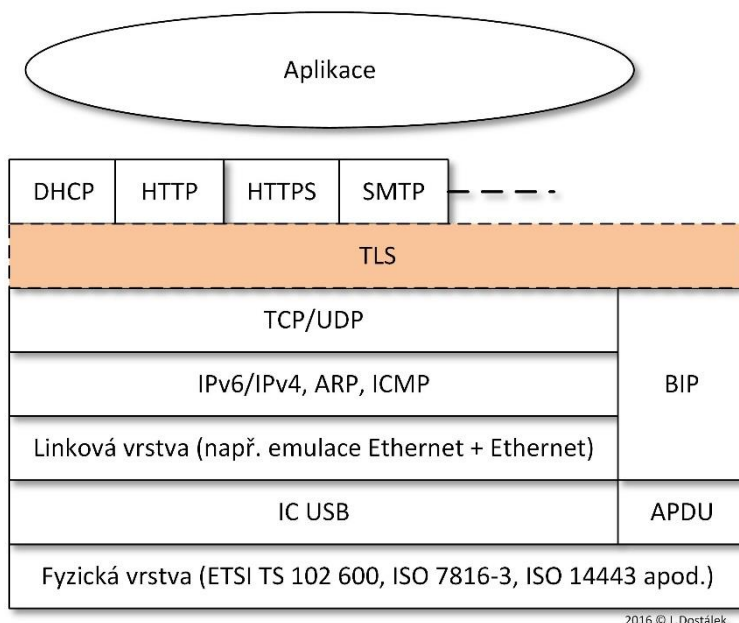 Aplikace
DHCP HTTP HTTPS SMTP
TLS
TCP/UDP
IPv6/IPv4, ARP, ICMP
BIP
Linková vrstva (např. emulace Ethernet + Ethernet)
IC USB APDU
Fyzická vrstva (ETSI TS 102 600, ISO 7816-3, ISO 14443 apod.)
2016 © L.Dostálek